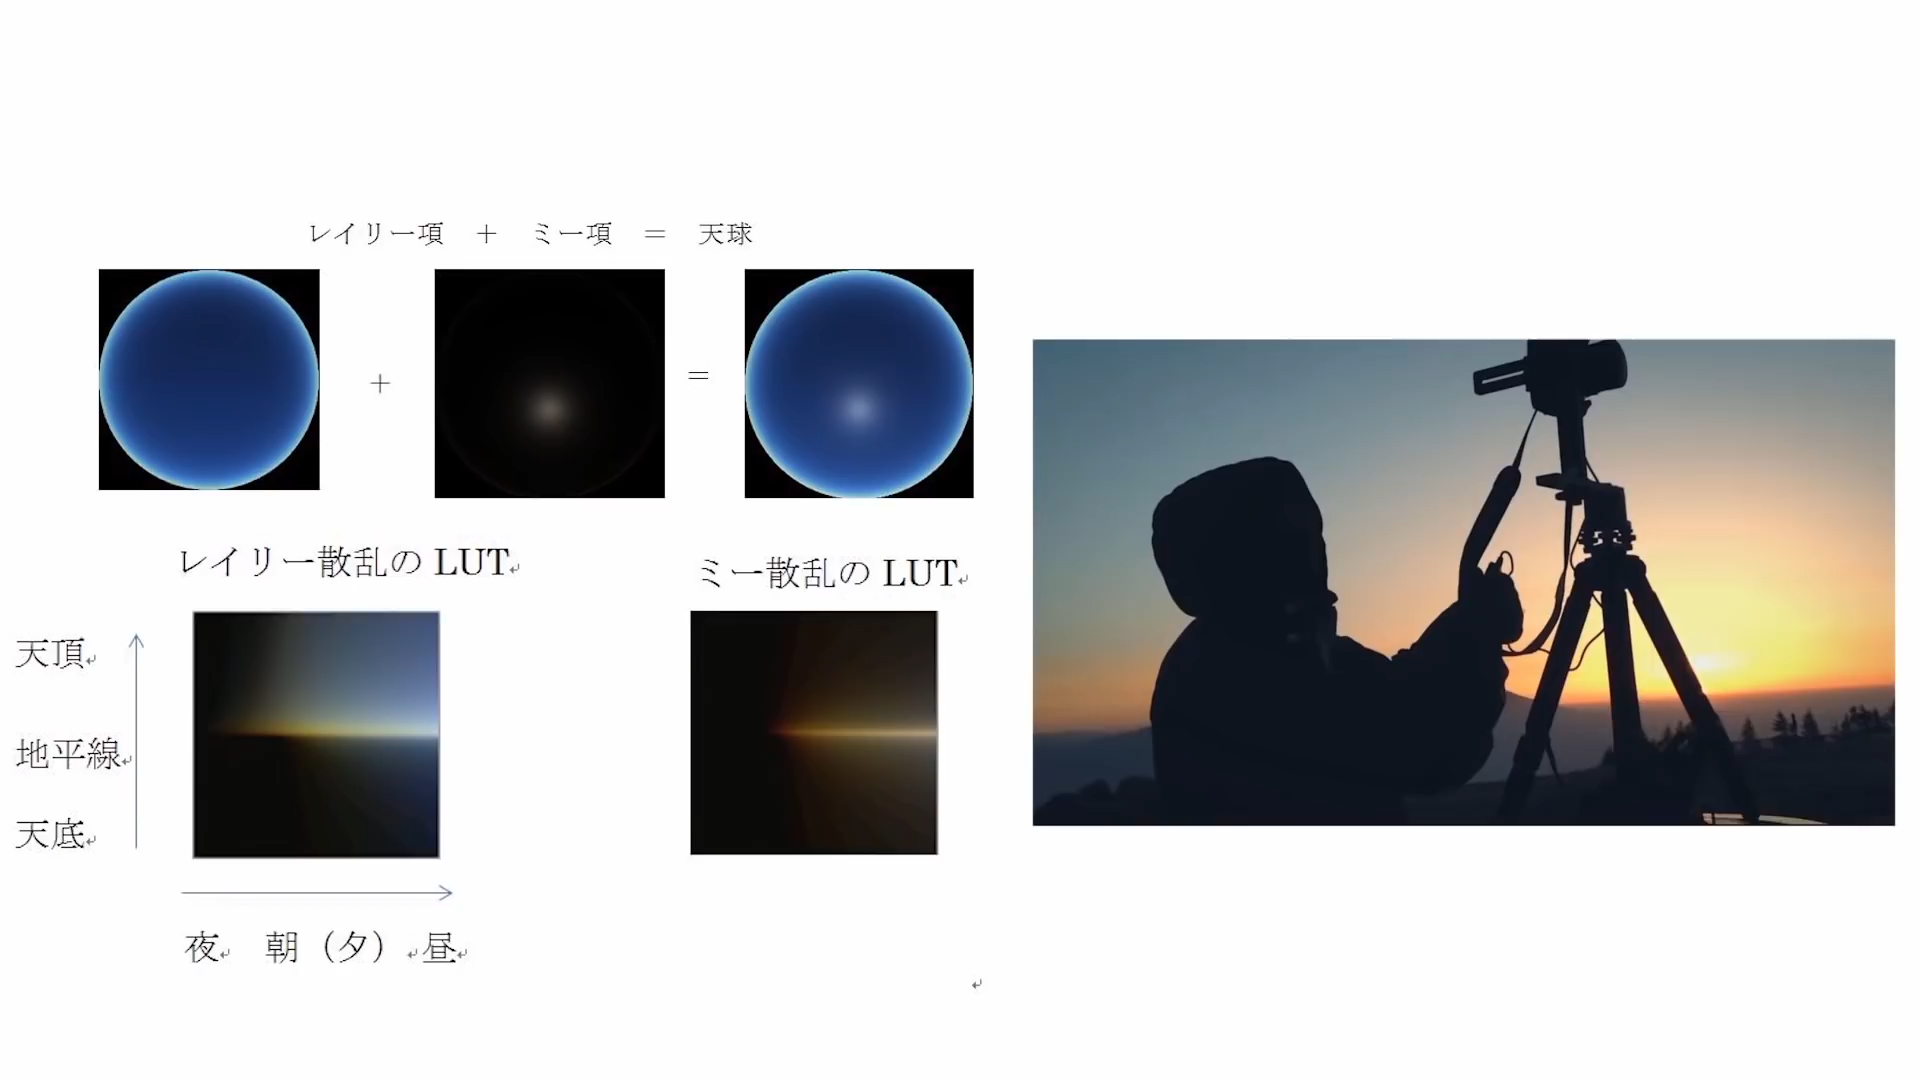 レイリー項　＋　ミー項　＝　天球
＋
＝
レイリー散乱の LUT
ミー散乱の LUT
天頂
地平線
天底
夜　朝（夕）　昼